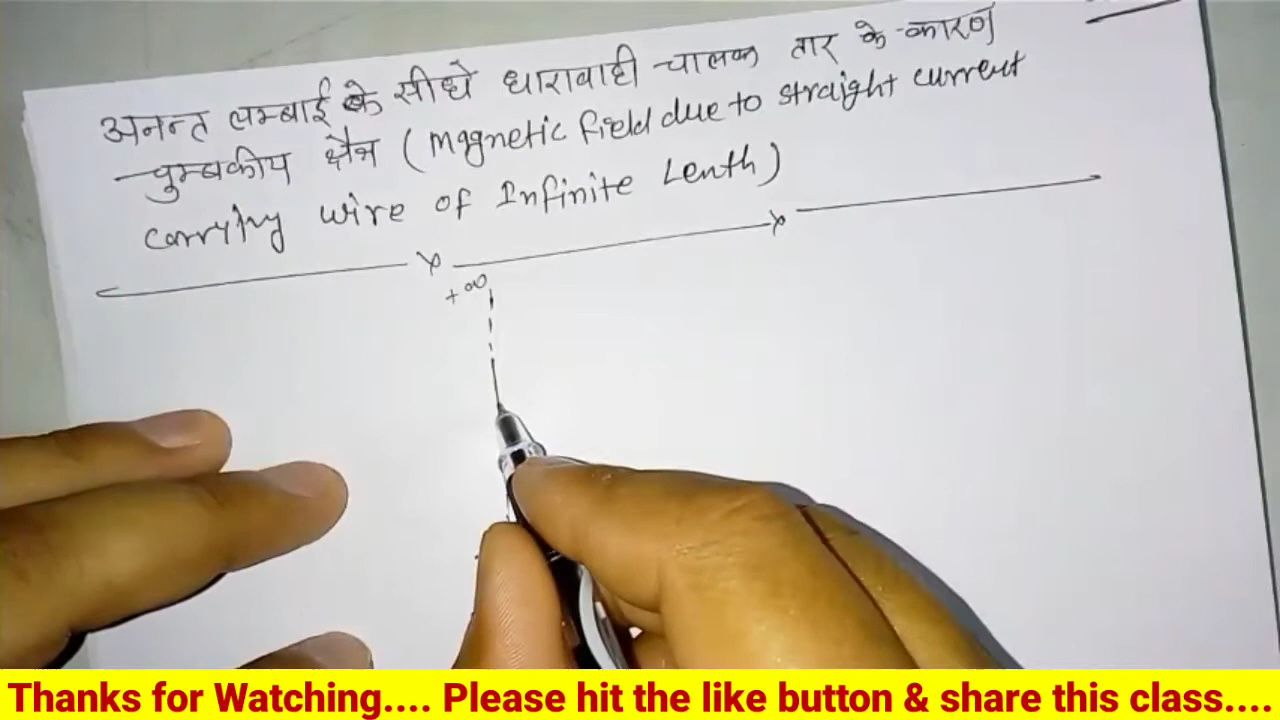 अनन्त लम्बाई के सीधे धारावाही चालक तार के कारण
चुम्बकीय क्षेत्र (Magnetic field due to straight current
carrying wire of Infinite Lenth)
+∞
Thanks for Watching.... Please hit the like button & share this class....